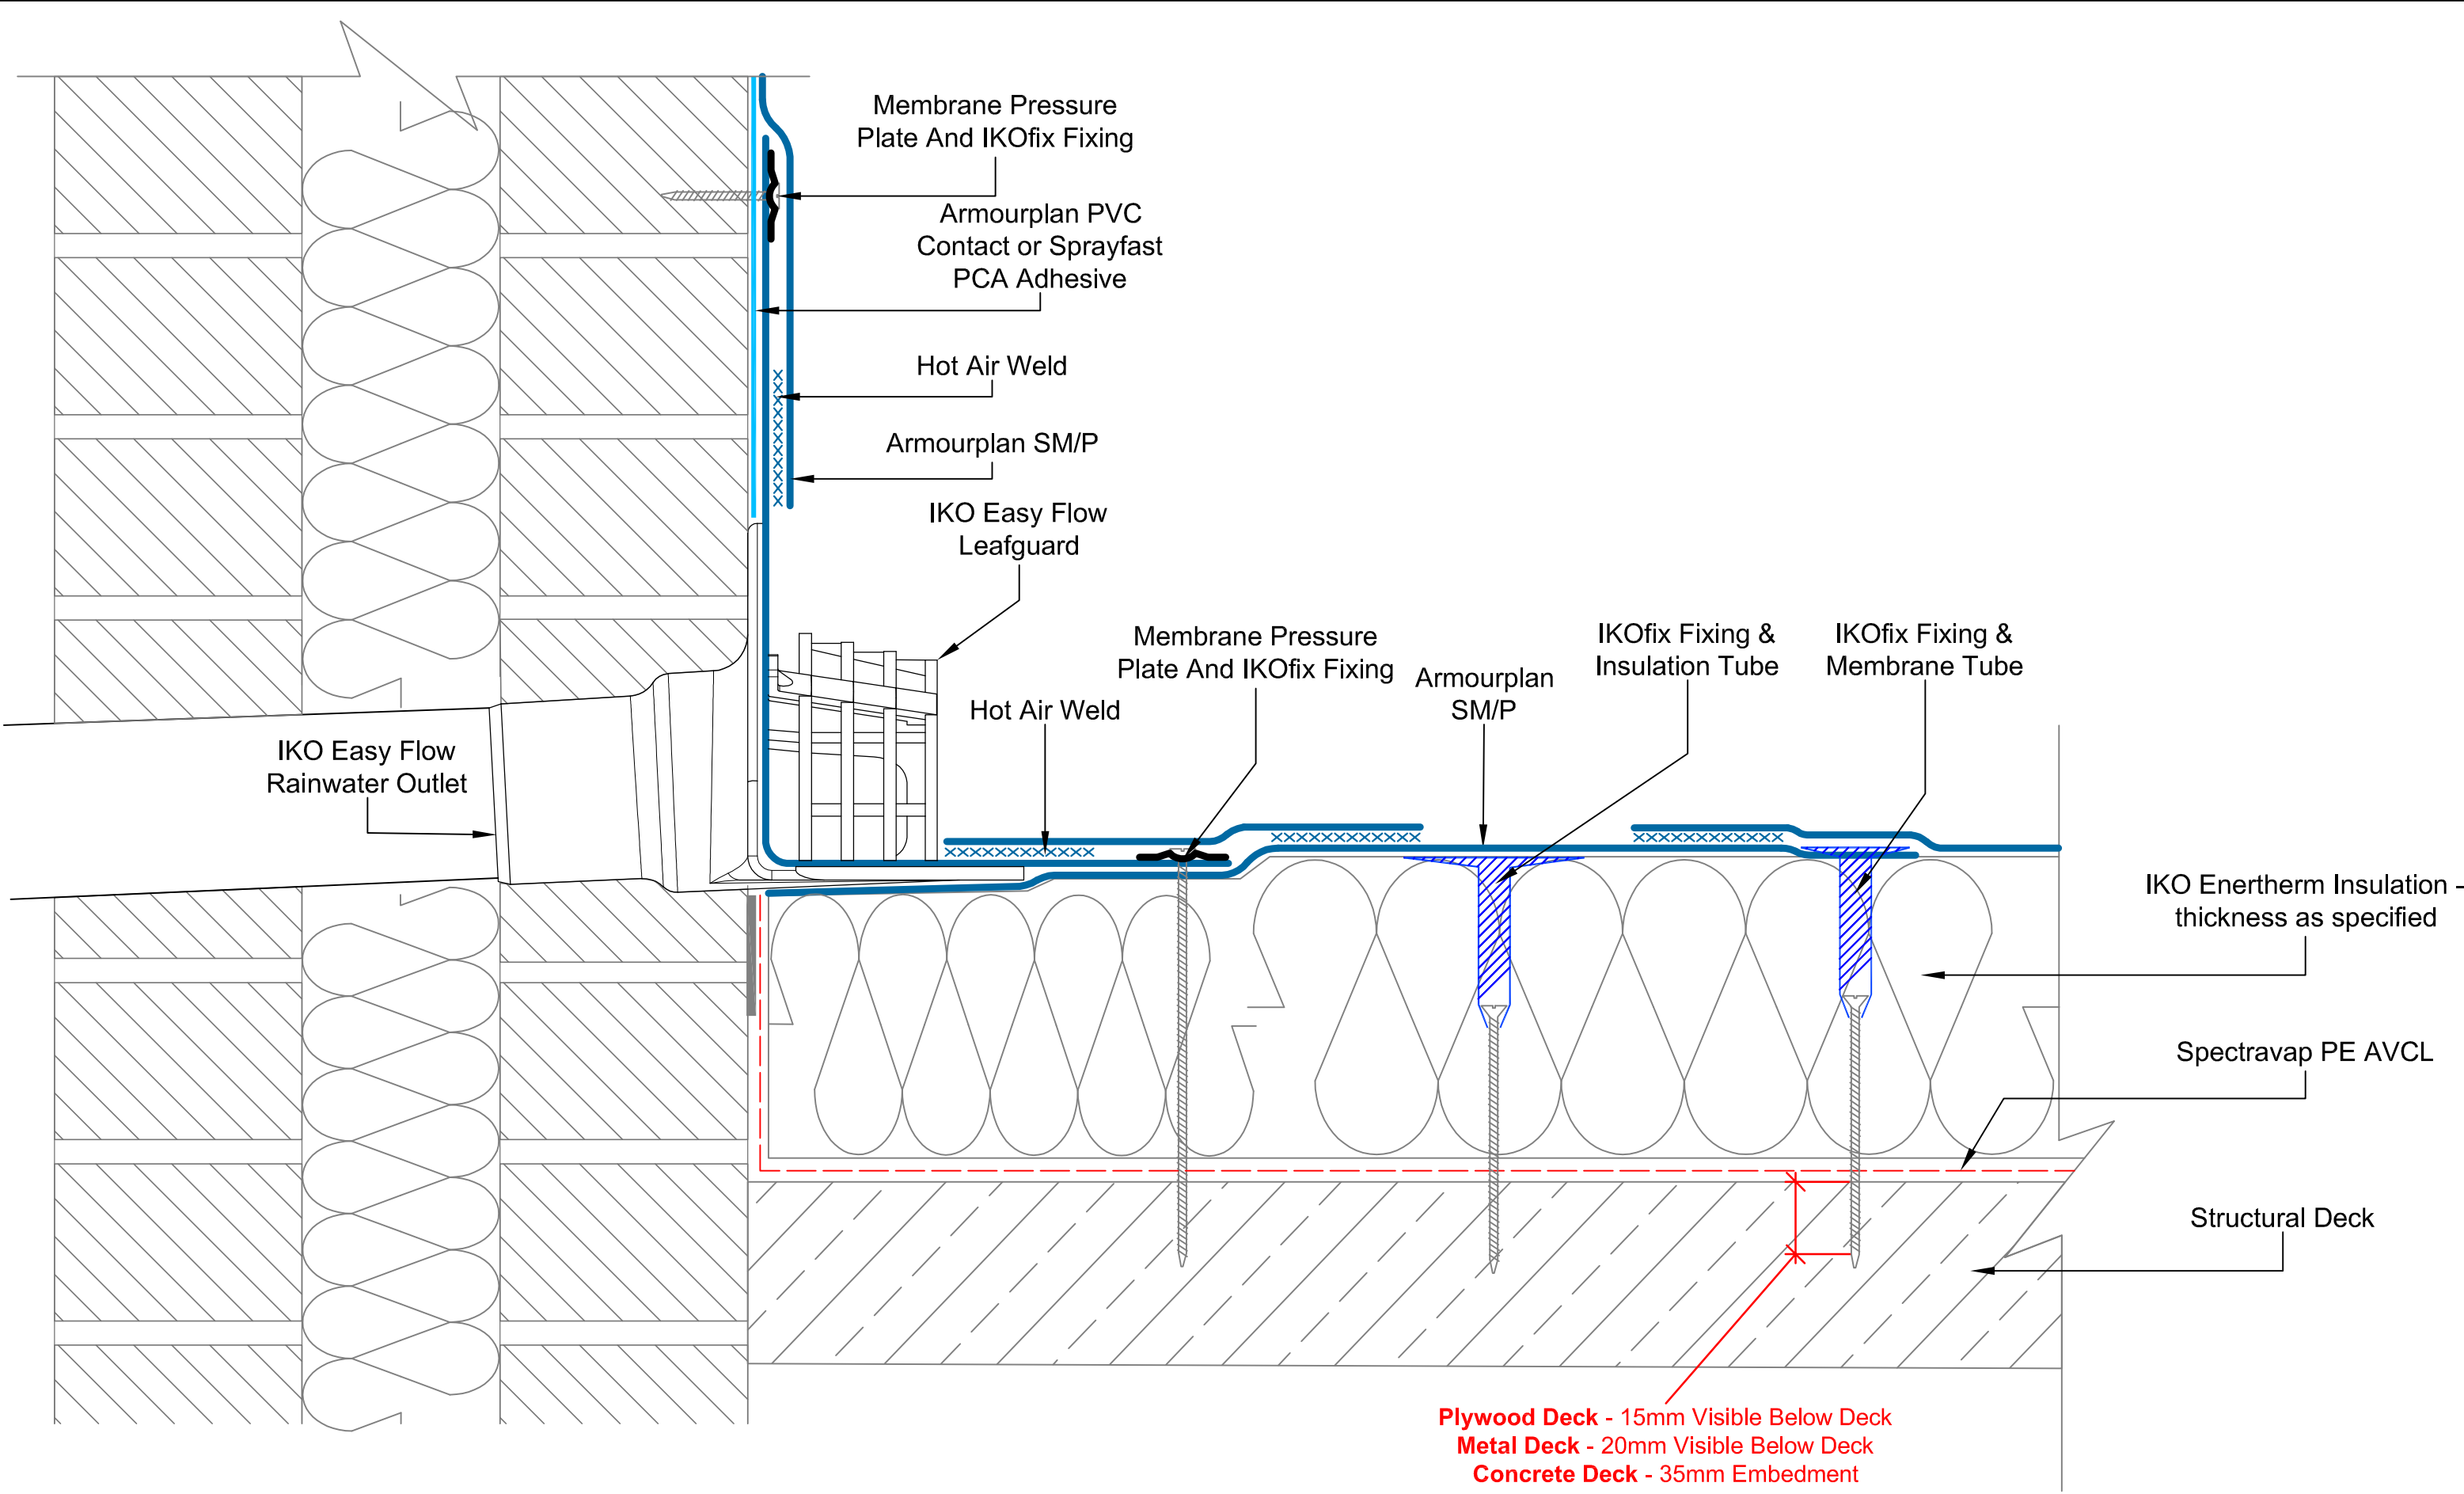 Membrane Pressure
Plate And IKOfix Fixing
Armourplan PVC
Contact or Sprayfast
PCA Adhesive
Hot Air Weld
Armourplan SM/P
IKO Easy Flow
Leafguard
Membrane Pressure
Plate And IKOfix Fixing
Hot Air Weld
Armourplan
SM/P
IKOfix Fixing &
Insulation Tube
IKOfix Fixing &
Membrane Tube
IKO Easy Flow
Rainwater Outlet
IKO Enertherm Insulation -
thickness as specified
Spectravap PE AVCL
Structural Deck
Plywood Deck - 15mm Visible Below Deck
Metal Deck - 20mm Visible Below Deck
Concrete Deck - 35mm Embedment